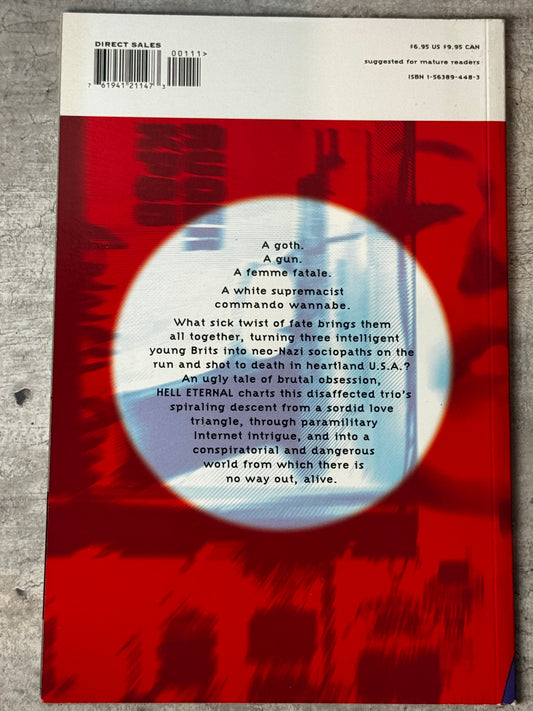 DIRECT SALES
00111>
7 61941 21147 3
$6.95 US $9.95 CAN
suggested for mature readers
ISBN 1-56389-448-3
A goth.
A gun.
A femme fatale.
A white supremacist
commando wannabe.
What sick twist of fate brings them
all together, turning three intelligent
young Brits into neo-Nazi sociopaths on the
run and shot to death in heartland U.S.A.?
An ugly tale of brutal obsession,
HELL ETERNAL charts this disaffected trio's
spiraling descent from a sordid love
triangle, through paramilitary
Internet intrigue, and into a
conspiratorial and dangerous
world from which there is
no way out, alive.